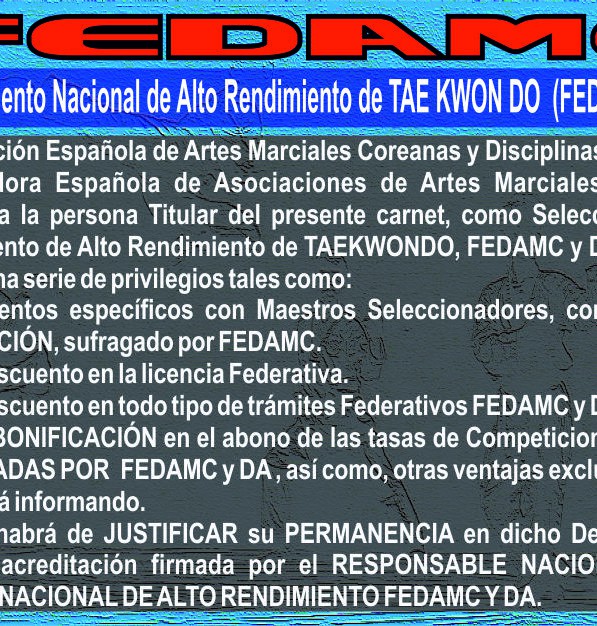 FEDAMC
ento Nacional de Alto Rendimiento de TAE KWON DO (FED
ción Española de Artes Marciales Coreanas y Disciplinas
lora Española de Asociaciones de Artes Marciales
a la persona Titular del presente carnet, como Selecc
ento de Alto Rendimiento de TAEKWONDO, FEDAMC y D
na serie de privilegios tales como:
entos específicos con Maestros Seleccionadores, con
CIÓN, sufragado por FEDAMC.
scuento en la licencia Federativa.
scuento en todo tipo de trámites Federativos FEDAMC y D
BONIFICACIÓN en el abono de las tasas de Competicion
ADAS POR FEDAMC y DA , así como, otras ventajas exclu
á informando.
habrá de JUSTIFICAR su PERMANENCIA en dicho De
acreditación firmada por el RESPONSABLE NACIO
NACIONAL DE ALTO RENDIMIENTO FEDAMC Y DA.